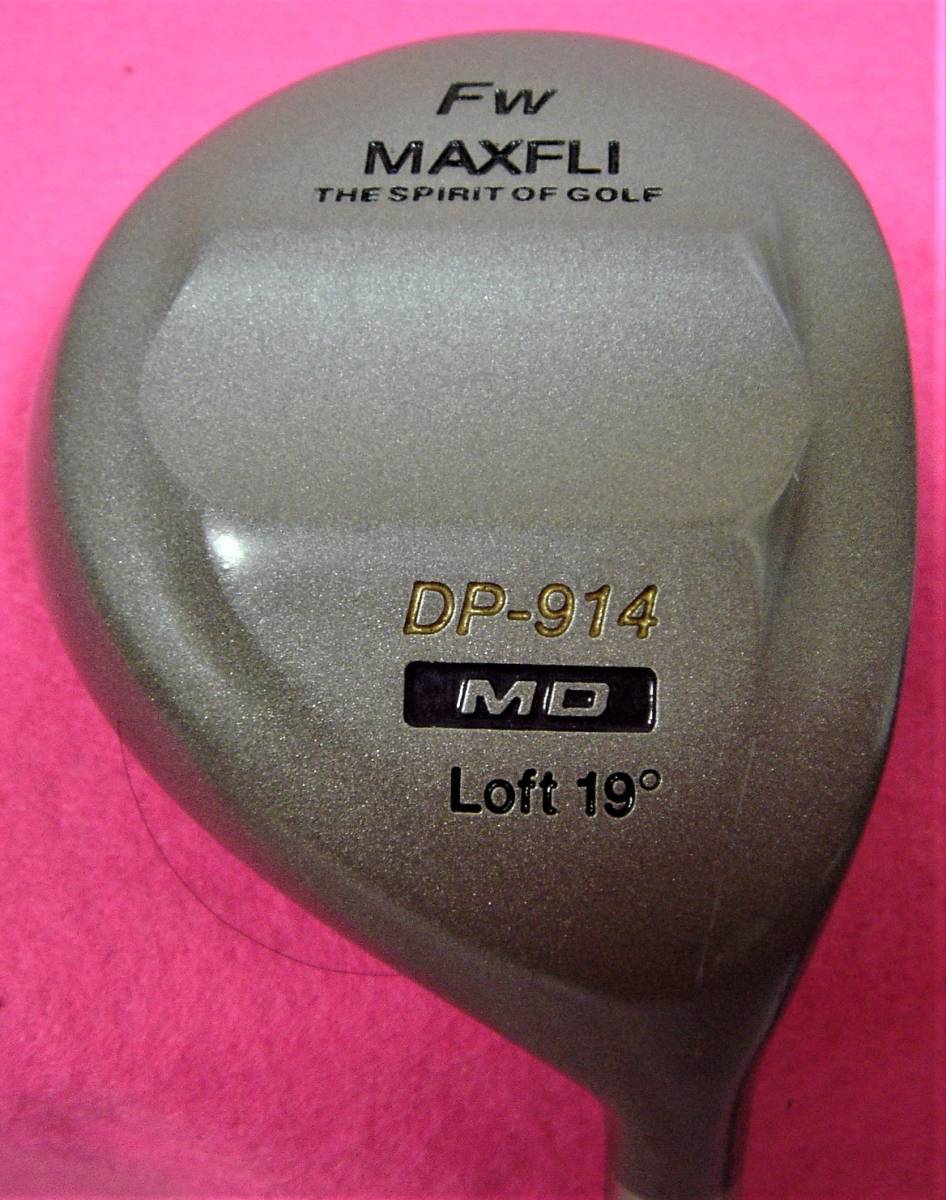 FW
MAXFLI
THE SPIRIT OF GOLF
DP-914
MD
Loft 19°